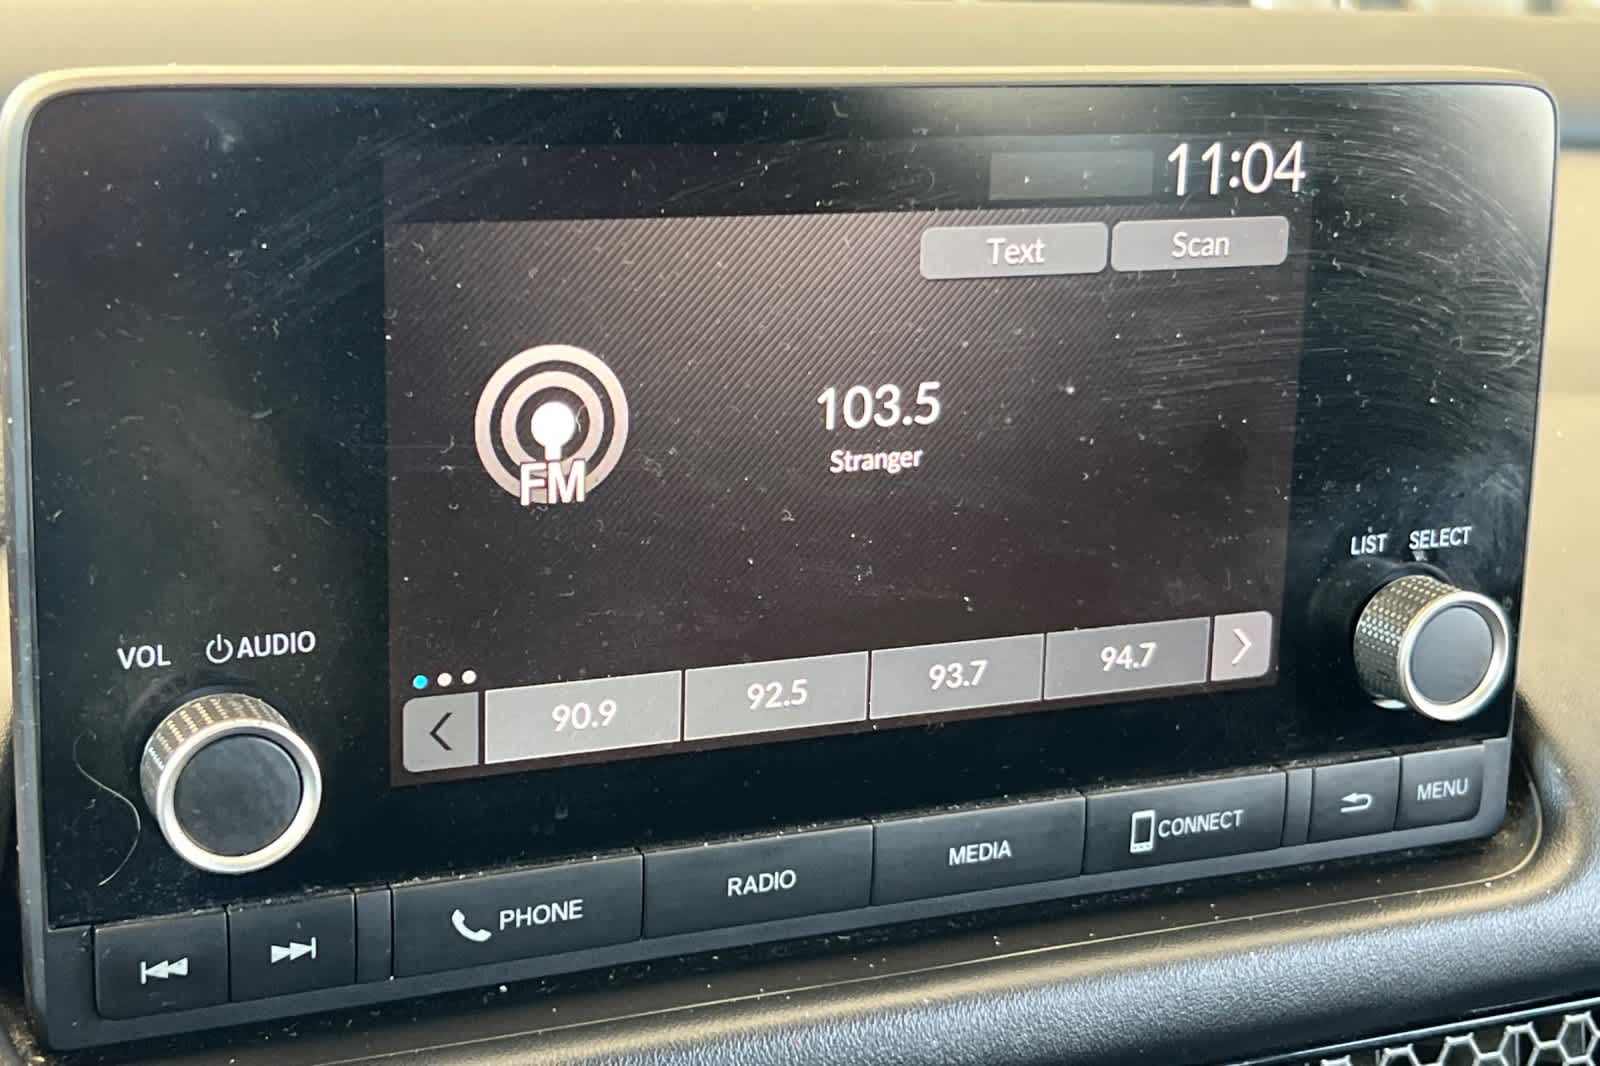 11:04
Text Scan
103.5
Stranger
FM
LIST SELECT
VOL AUDIO
90.9 92.5 93.7 94.7
PHONE RADIO MEDIA CONNECT MENU